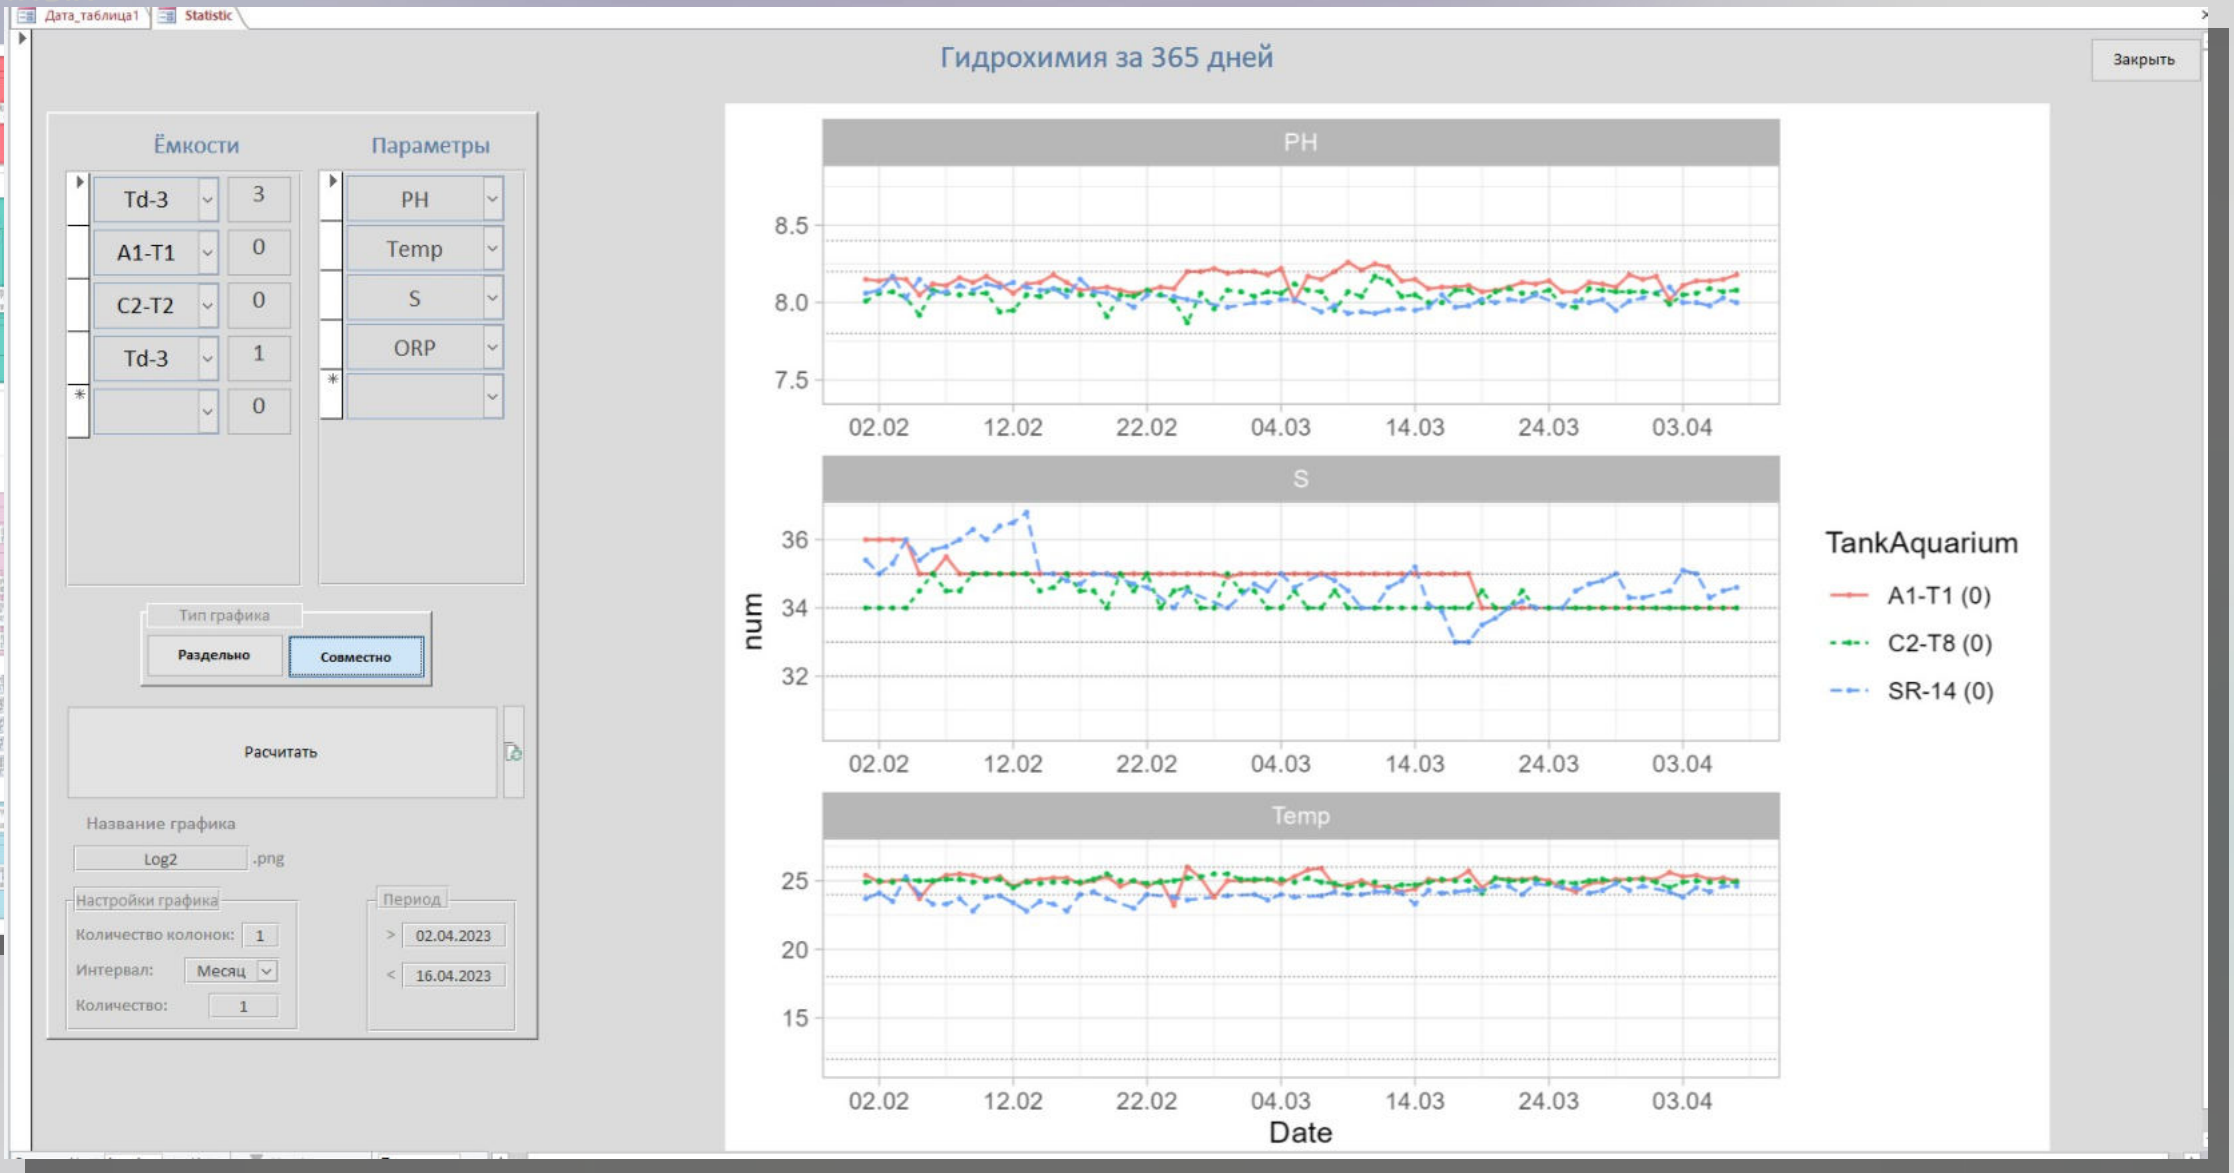 Дата_таблица1
Statistic
Гидрохимия за 365 дней
Закрыть
Ёмкости
Параметры
Td-3 3
A1-T1 0
C2-T2 0
Td-3 1
0
PH
Temp
S
ORP
Тип графика
Раздельно
Совместно
Расчитать
Название графика
Log2 .png
Настройки графика
Количество колонок: 1
Интервал: Месяц
Количество: 1
Период
> 02.04.2023
< 16.04.2023
PH
8.5
8.0
7.5
02.02 12.02 22.02 04.03 14.03 24.03 03.04
S
36
34
32
num
02.02 12.02 22.02 04.03 14.03 24.03 03.04
Temp
25
20
15
02.02 12.02 22.02 04.03 14.03 24.03 03.04
Date
TankAquarium
A1-T1 (0)
C2-T8 (0)
SR-14 (0)